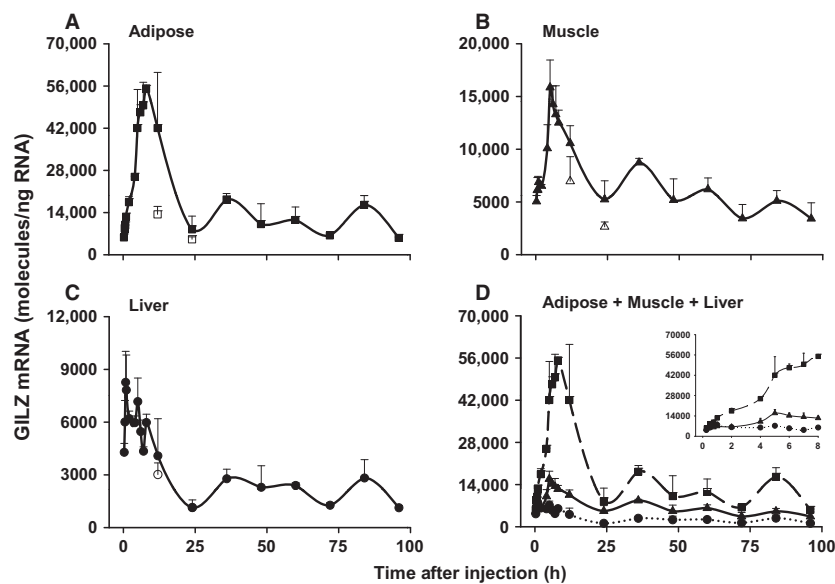 A
Adipose
70,000
56,000
42,000
28,000
14,000
0
B
Muscle
20,000
15,000
10,000
5000
0
GILZ mRNA (molecules/ng RNA)
C
Liver
12,000
9000
6000
3000
0
0 25 50 75 100
D
Adipose + Muscle + Liver
70,000
56,000
42,000
28,000
14,000
0
0 25 50 75 100
70000
56000
42000
28000
14000
0
0 2 4 6 8
Time after injection (h)